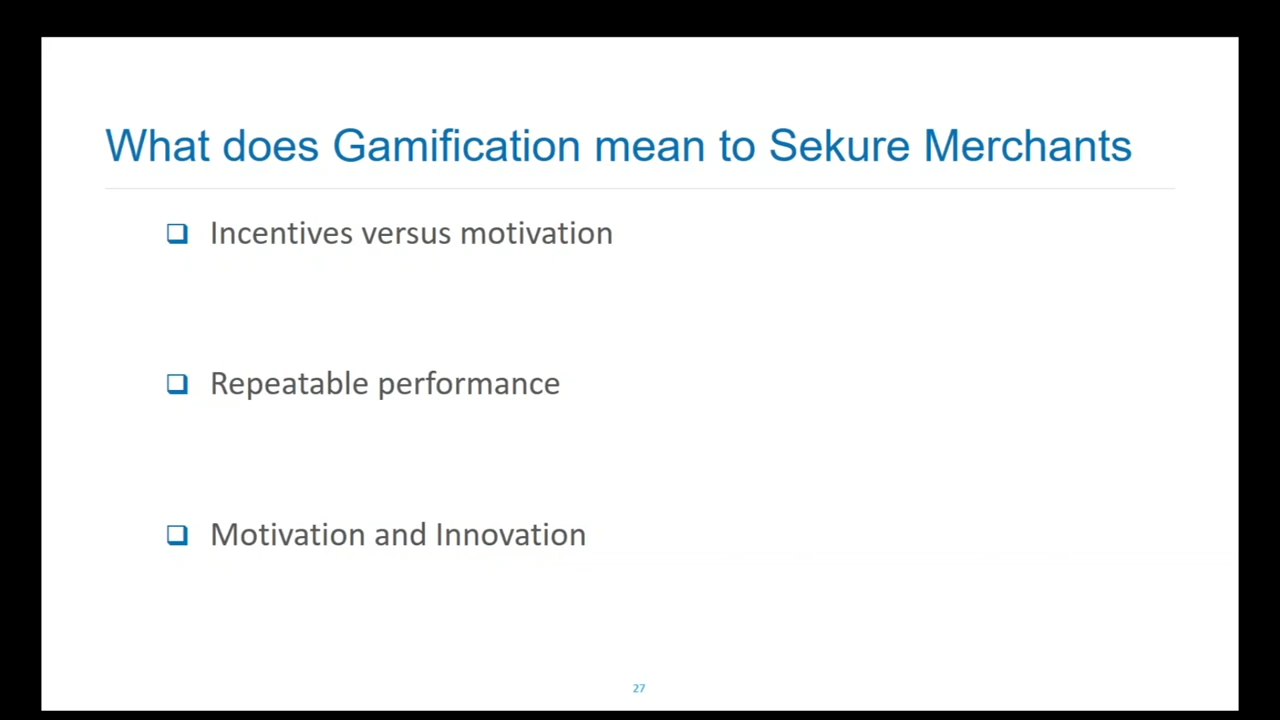 What does Gamification mean to Sekure Merchants
Incentives versus motivation
Repeatable performance
Motivation and Innovation
27